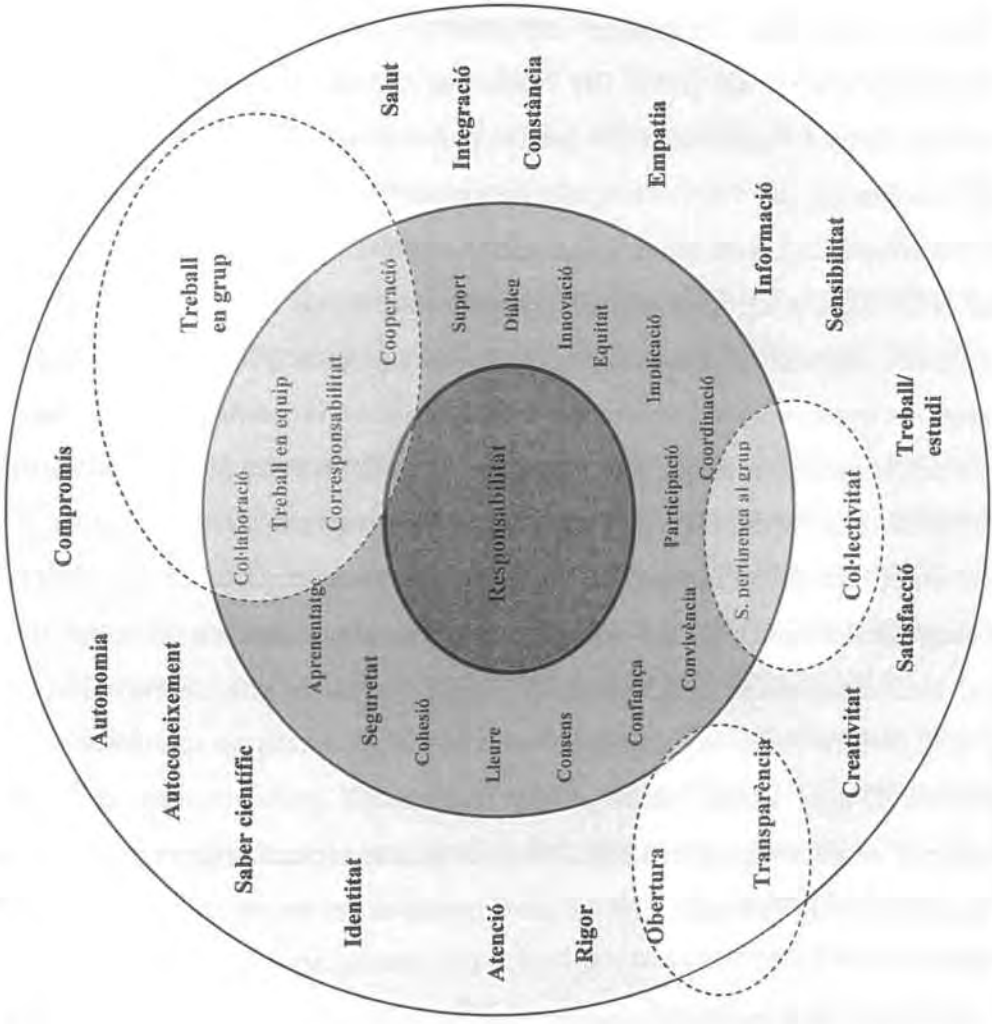 Compromís
Autonomia
Autoconeixement
Treball
en grup
Saber científic
Col·laboració
Treball en equip
Aprenentatge
Corresponsabilitat
Identitat
Seguretat
Cooperació
Salut
Cohesió
Suport
Integració
Atenció
Lleure
Responsabilitat
Diàleg
Constància
Consens
Innovació
Rigor
Equitat
Confiança
Implicació
Obertura
Empatia
Participació
Convivència
Coordinació
S. pertinença al grup
Transparència
Informació
Sensibilitat
Creativitat
Col·lectivitat
Satisfacció
Treball/
estudi